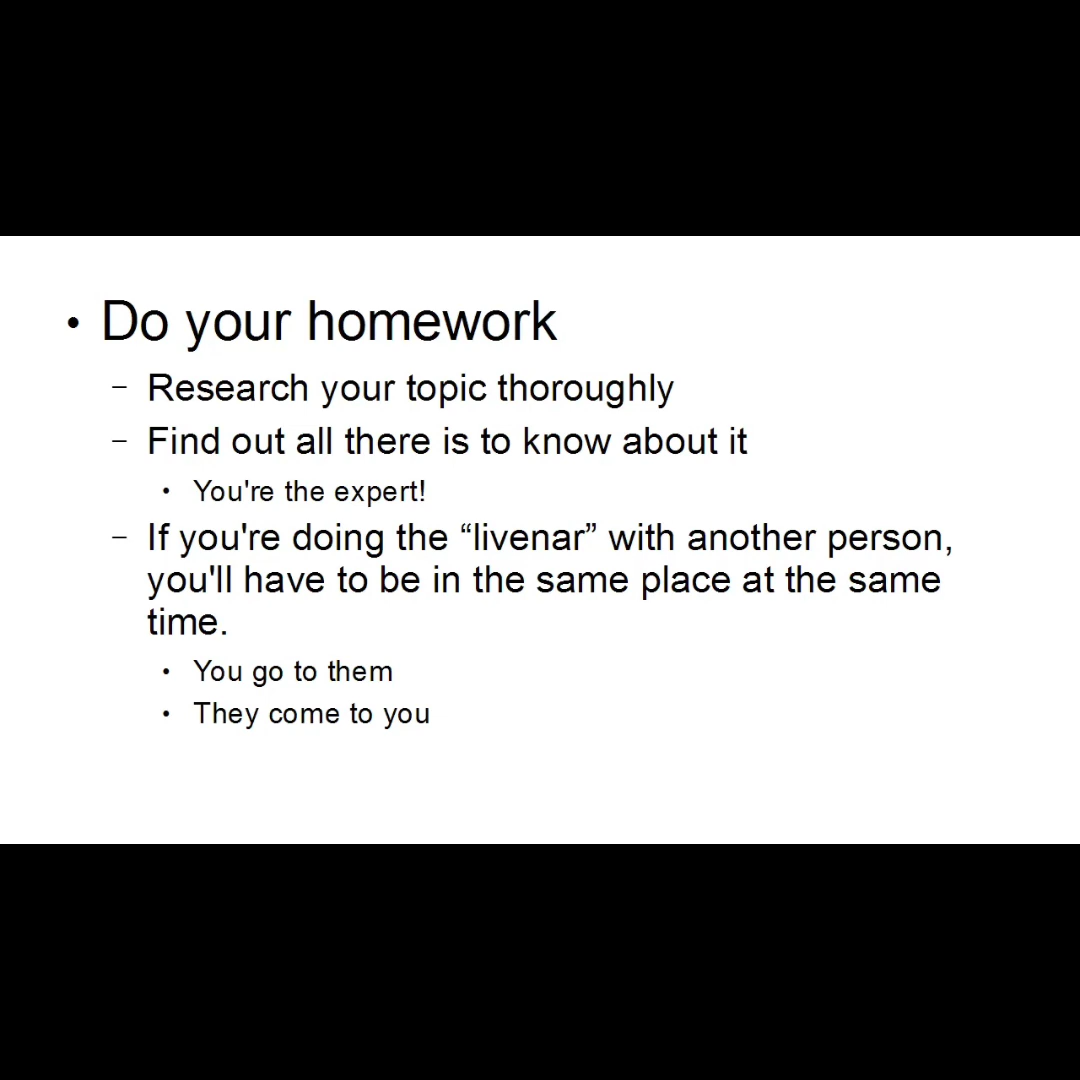 • Do your homework
– Research your topic thoroughly
– Find out all there is to know about it
• You're the expert!
– If you're doing the “livenar” with another person,
you'll have to be in the same place at the same
time.
• You go to them
• They come to you